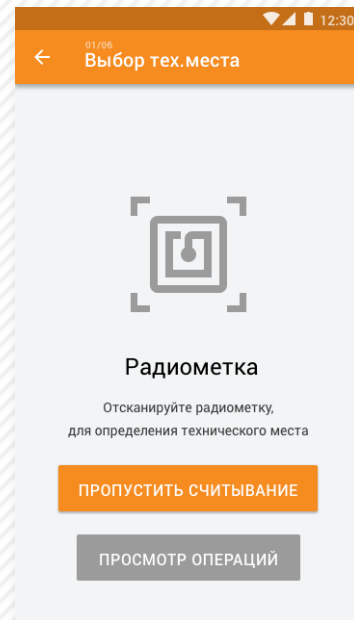 12:30
01/06
Выбор тех.места
Радиометка
Отсканируйте радиометку,
для определения технического места
ПРОПУСТИТЬ СЧИТЫВАНИЕ
ПРОСМОТР ОПЕРАЦИЙ